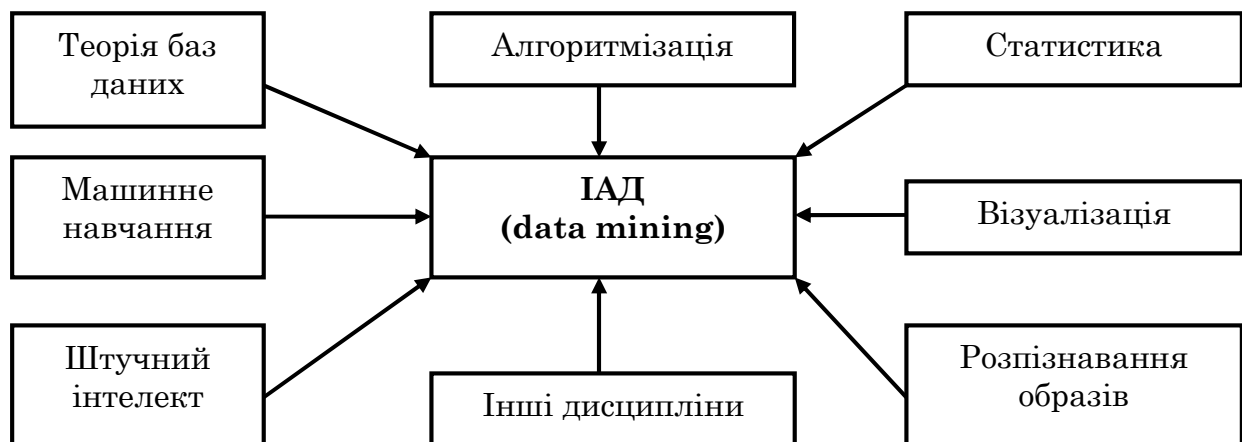 Теорія баз
даних
Алгоритмізація
Статистика
Машинне
навчання
ІАД
(data mining)
Візуалізація
Штучний
інтелект
Інші дисципліни
Розпізнавання
образів